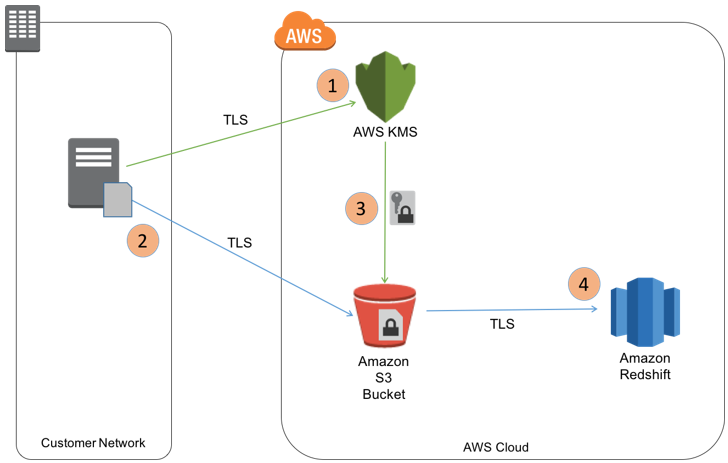 AWS
1
TLS
AWS KMS
3
2
TLS
4
TLS
Amazon
S3
Bucket
Amazon
Redshift
Customer Network
AWS Cloud